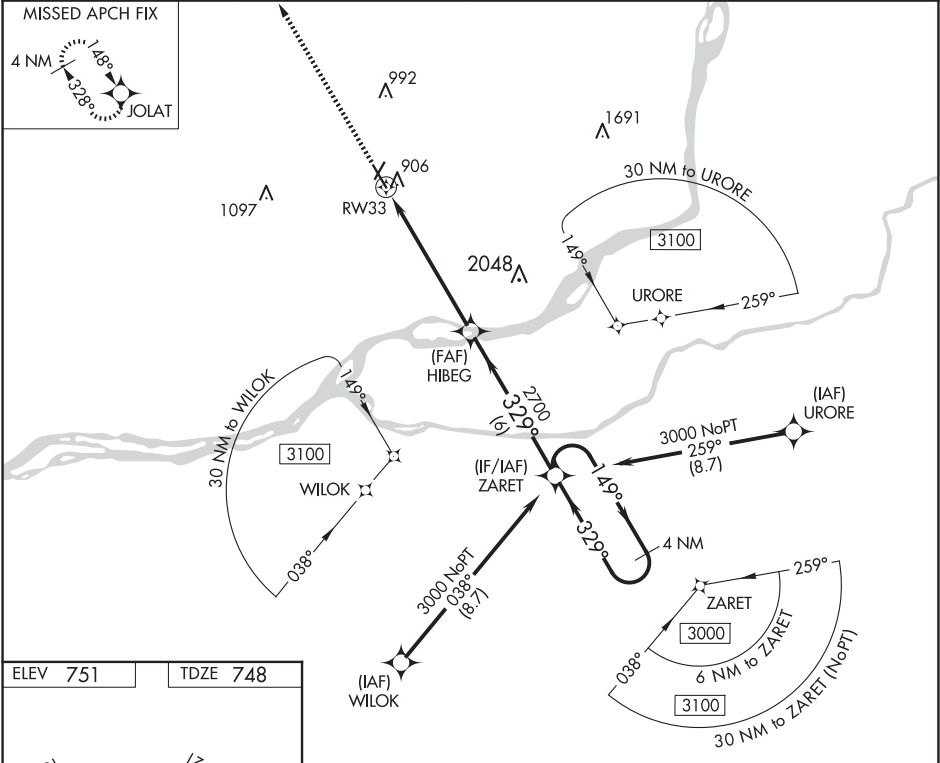 MISSED APCH FIX
4 NM
148°
328°
JOLAT
992
1691
906
RW33
1097
30 NM to URORE
149°
3100
2048
URORE
259°
(FAF)
HIBEG
30 NM to WILOK
149°
3100
WILOK
038°
2700
329°
(6)
(IAF)
URORE
3000 NoPT
259°
(8.7)
(IF/IAF)
ZARET
149°
329°
4 NM
3000 NoPT
038°
(8.7)
259°
ZARET
3000
038°
6 NM to ZARET
3100
30 NM to ZARET (NoPT)
(IAF)
WILOK
ELEV 751
TDZE 748